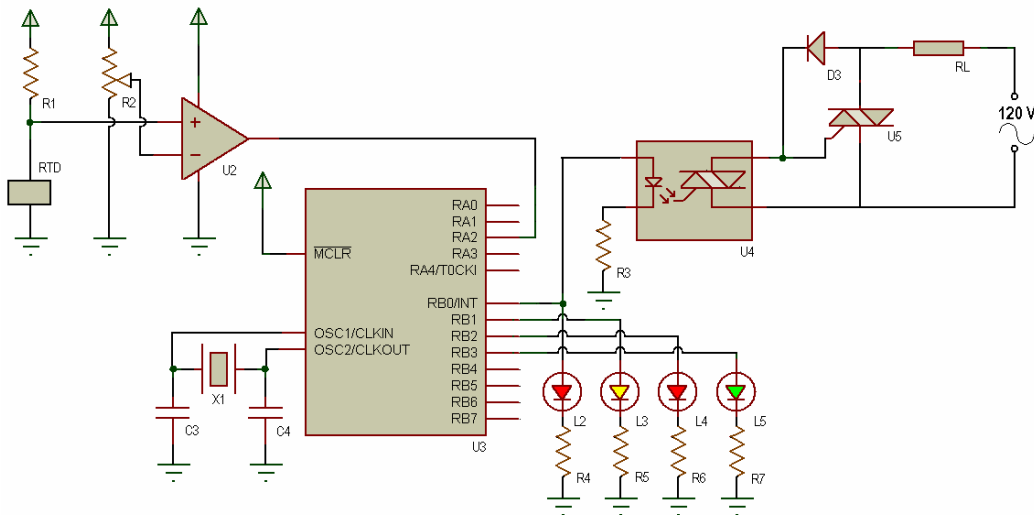 R1
R2
RTD
U2
+
−
MCLR
OSC1/CLKIN
OSC2/CLKOUT
RA0
RA1
RA2
RA3
RA4/T0CKI
RB0/INT
RB1
RB2
RB3
RB4
RB5
RB6
RB7
U3
X1
C3
C4
L2
L3
L4
L5
R4
R5
R6
R7
R3
U4
D3
U5
RL
120 V